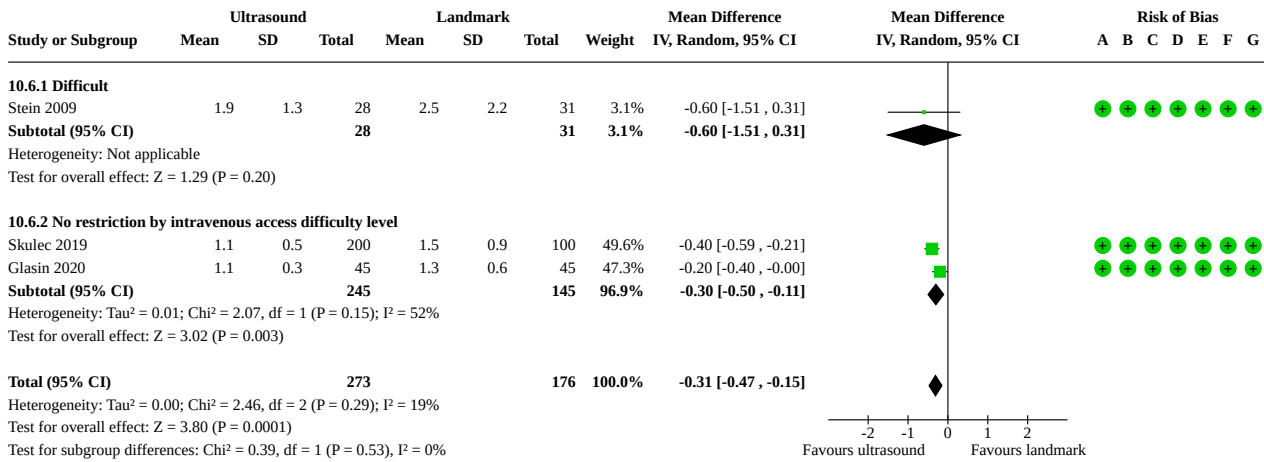 Ultrasound Landmark Mean Difference Mean Difference Risk of Bias
Study or Subgroup Mean SD Total Mean SD Total Weight IV, Random, 95% CI IV, Random, 95% CI A B C D E F G
10.6.1 Difficult
Stein 2009 1.9 1.3 28 2.5 2.2 31 3.1% -0.60 [-1.51 , 0.31] + + + + + + +
Subtotal (95% CI) 28 31 3.1% -0.60 [-1.51 , 0.31]
Heterogeneity: Not applicable
Test for overall effect: Z = 1.29 (P = 0.20)
10.6.2 No restriction by intravenous access difficulty level
Skulec 2019 1.1 0.5 200 1.5 0.9 100 49.6% -0.40 [-0.59 , -0.21] + + + + + + +
Glasin 2020 1.1 0.3 45 1.3 0.6 45 47.3% -0.20 [-0.40 , -0.00] + + + + + + +
Subtotal (95% CI) 245 145 96.9% -0.30 [-0.50 , -0.11]
Heterogeneity: Tau² = 0.01; Chi² = 2.07, df = 1 (P = 0.15); I² = 52%
Test for overall effect: Z = 3.02 (P = 0.003)
Total (95% CI) 273 176 100.0% -0.31 [-0.47 , -0.15]
Heterogeneity: Tau² = 0.00; Chi² = 2.46, df = 2 (P = 0.29); I² = 19%
Test for overall effect: Z = 3.80 (P = 0.0001)
-2 -1 0 1 2
Test for subgroup differences: Chi² = 0.39, df = 1 (P = 0.53), I² = 0%
Favours ultrasound Favours landmark